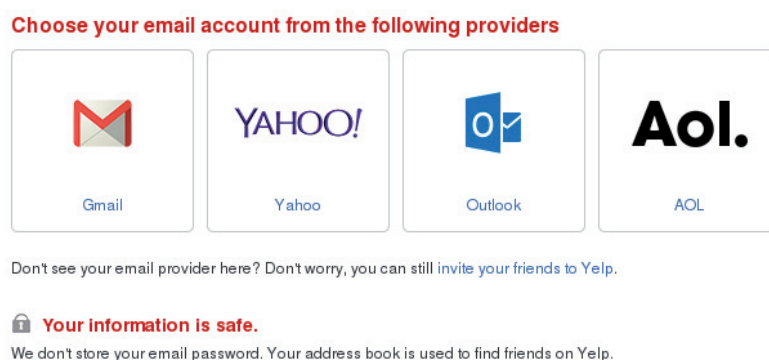 Choose your email account from the following providers
YAHOO!
Aol.
Gmail
Yahoo
Outlook
AOL
Don't see your email provider here? Don't worry, you can still invite your friends to Yelp.
Your information is safe.
We don't store your email password. Your address book is used to find friends on Yelp.